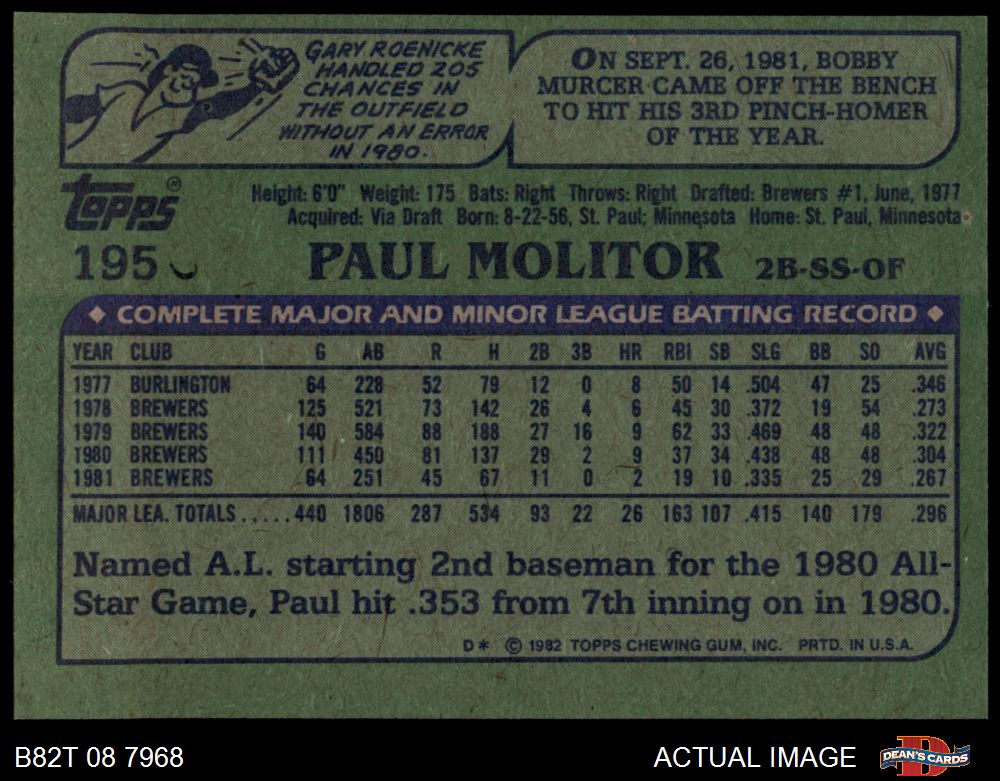 GARY ROENICKE
HANDLED 205
CHANCES IN
THE OUTFIELD
WITHOUT AN ERROR
IN 1980.
ON SEPT. 26, 1981, BOBBY
MURCER CAME OFF THE BENCH
TO HIT HIS 3RD PINCH-HOMER
OF THE YEAR.
topps®
Height: 6'0" Weight: 175 Bats: Right Throws: Right Drafted: Brewers #1, June, 1977
Acquired: Via Draft Born: 8-22-56, St. Paul, Minnesota Home: St. Paul, Minnesota
195 PAUL MOLITOR 2B-SS-OF
◆ COMPLETE MAJOR AND MINOR LEAGUE BATTING RECORD ◆
YEAR CLUB G AB R H 2B 3B HR RBI SB SLG BB SO AVG
1977 BURLINGTON 64 228 52 79 12 0 8 50 14 .504 47 25 .346
1978 BREWERS 125 521 73 142 26 4 6 45 30 .372 19 54 .273
1979 BREWERS 140 584 88 188 27 16 9 62 33 .469 48 48 .322
1980 BREWERS 111 450 81 137 29 2 9 37 34 .438 48 48 .304
1981 BREWERS 64 251 45 67 11 0 2 19 10 .335 25 29 .267
MAJOR LEA. TOTALS.....440 1806 287 534 93 22 26 163 107 .415 140 179 .296
Named A.L. starting 2nd baseman for the 1980 All-
Star Game, Paul hit .353 from 7th inning on in 1980.
D* © 1982 TOPPS CHEWING GUM, INC. PRTD. IN U.S.A.
B82T 08 7968 ACTUAL IMAGE DEAN'S CARDS